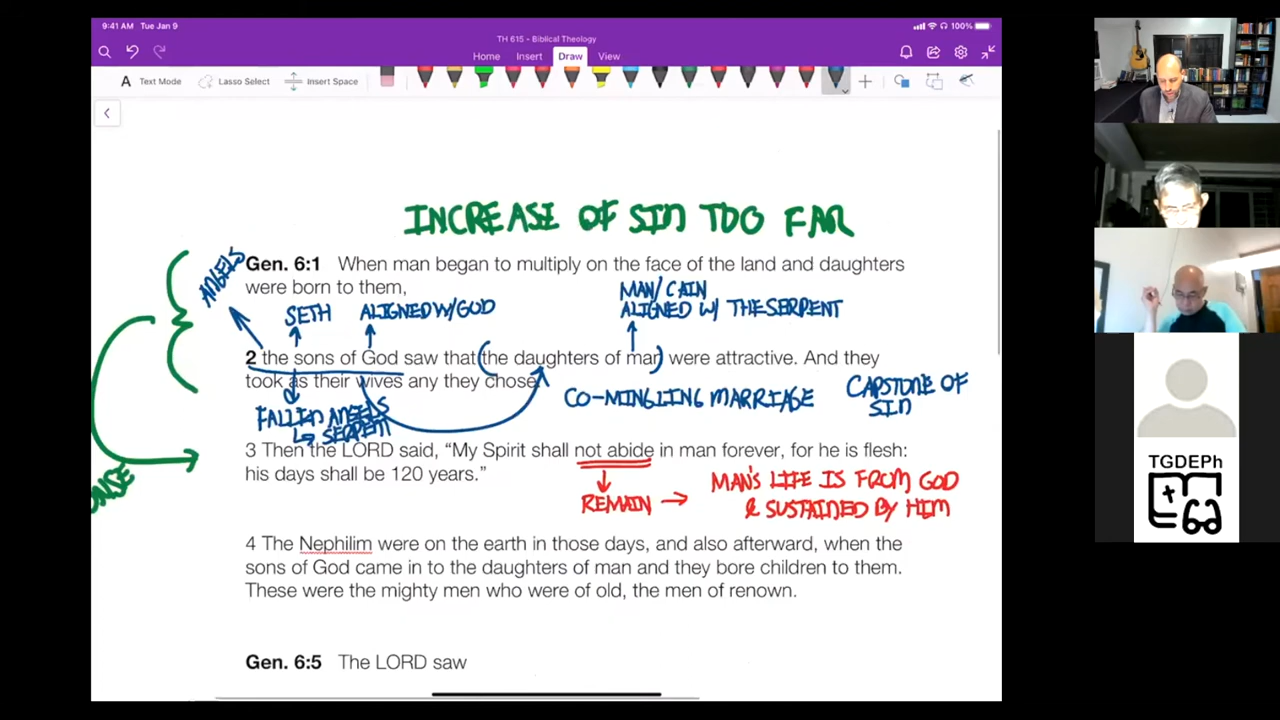 9:41 AM Tue Jan 9
100%
TH 615 - Biblical Theology
Home Insert Draw View
A Text Mode Lasso Select Insert Space
INCREASE OF SIN TOO FAR
ANGELS
Gen. 6:1 When man began to multiply on the face of the land and daughters
were born to them,
MAN/CAIN
SETH ALIGNED W/GOD ALIGNED W/ THE SERPENT
2 the sons of God saw that (the daughters of man) were attractive. And they
took as their wives any they chose.
CO-MINGLING MARRIAGE CAPSTONE OF
SIN
FALLEN ANGELS
SERPENT
3 Then the LORD said, “My Spirit shall not abide in man forever, for he is flesh:
his days shall be 120 years.”
REMAIN → MAN'S LIFE IS FROM GOD
& SUSTAINED BY HIM
4 The Nephilim were on the earth in those days, and also afterward, when the
sons of God came in to the daughters of man and they bore children to them.
These were the mighty men who were of old, the men of renown.
Gen. 6:5 The LORD saw
TGDEPh